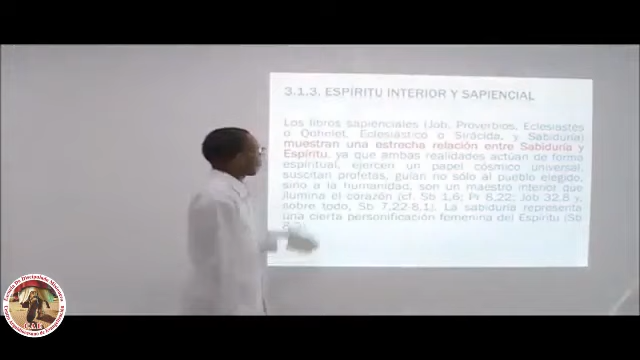 3.1.3. ESPÍRITU INTERIOR Y SAPIENCIAL
Los libros sapienciales (Job, Proverbios, Eclesiastés
o Qohelet, Eclesiástico o Sirácida, y Sabiduría)
muestran una estrecha relación entre Sabiduría y
Espíritu, ya que ambas realidades actúan de forma
espiritual, ejercen un papel cósmico universal,
suscitan profetas, guían no sólo al pueblo elegido,
sino a la humanidad, son un maestro interior que
ilumina el corazón (cf. Sb 1,6; Pr 8,22; Job 32,8 y,
sobre todo, Sb 7,22-8,1). La sabiduría representa
una cierta personificación femenina del Espíritu (Sb